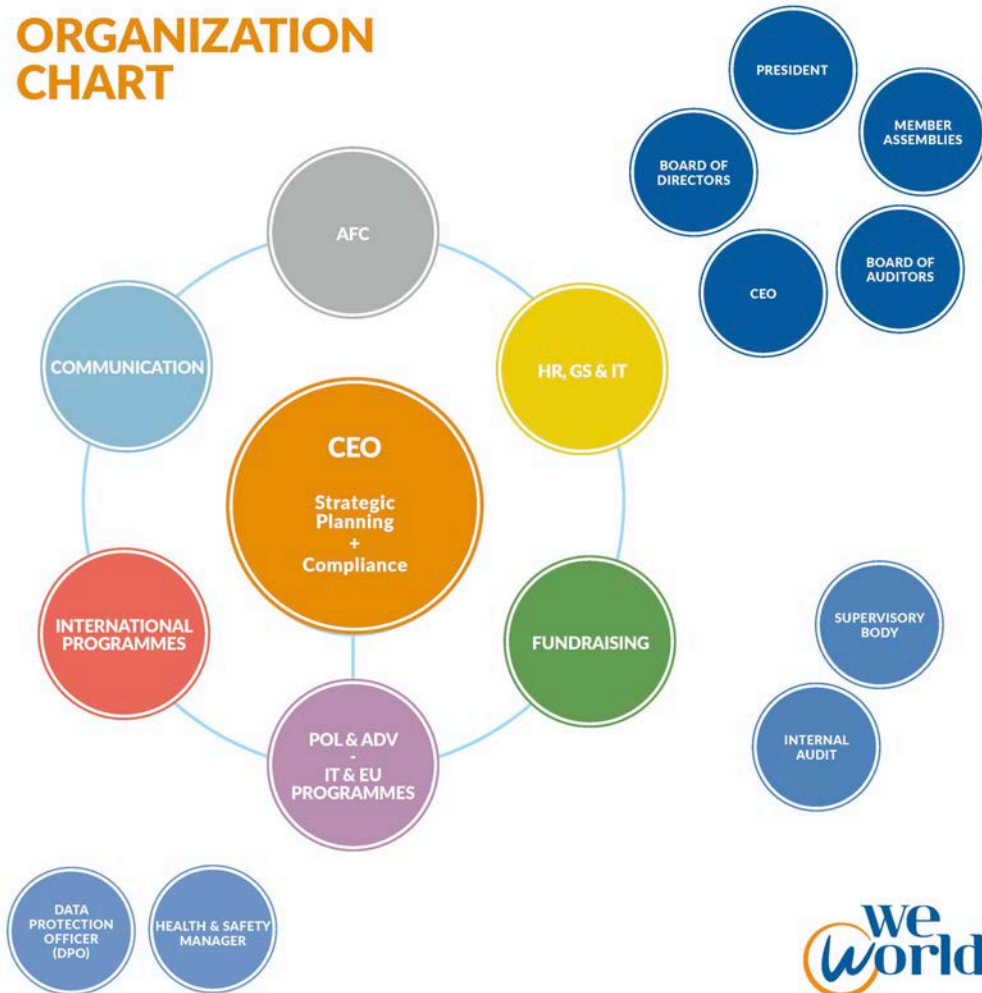 ORGANIZATION
CHART
PRESIDENT
MEMBER
ASSEMBLIES
BOARD OF
DIRECTORS
BOARD OF
AUDITORS
CEO
AFC
COMMUNICATION
HR, GS & IT
CEO
Strategic
Planning
+
Compliance
INTERNATIONAL
PROGRAMMES
FUNDRAISING
POL & ADV
-
IT & EU
PROGRAMMES
SUPERVISORY
BODY
INTERNAL
AUDIT
DATA
PROTECTION
OFFICER
(DPO)
HEALTH & SAFETY
MANAGER
we
world